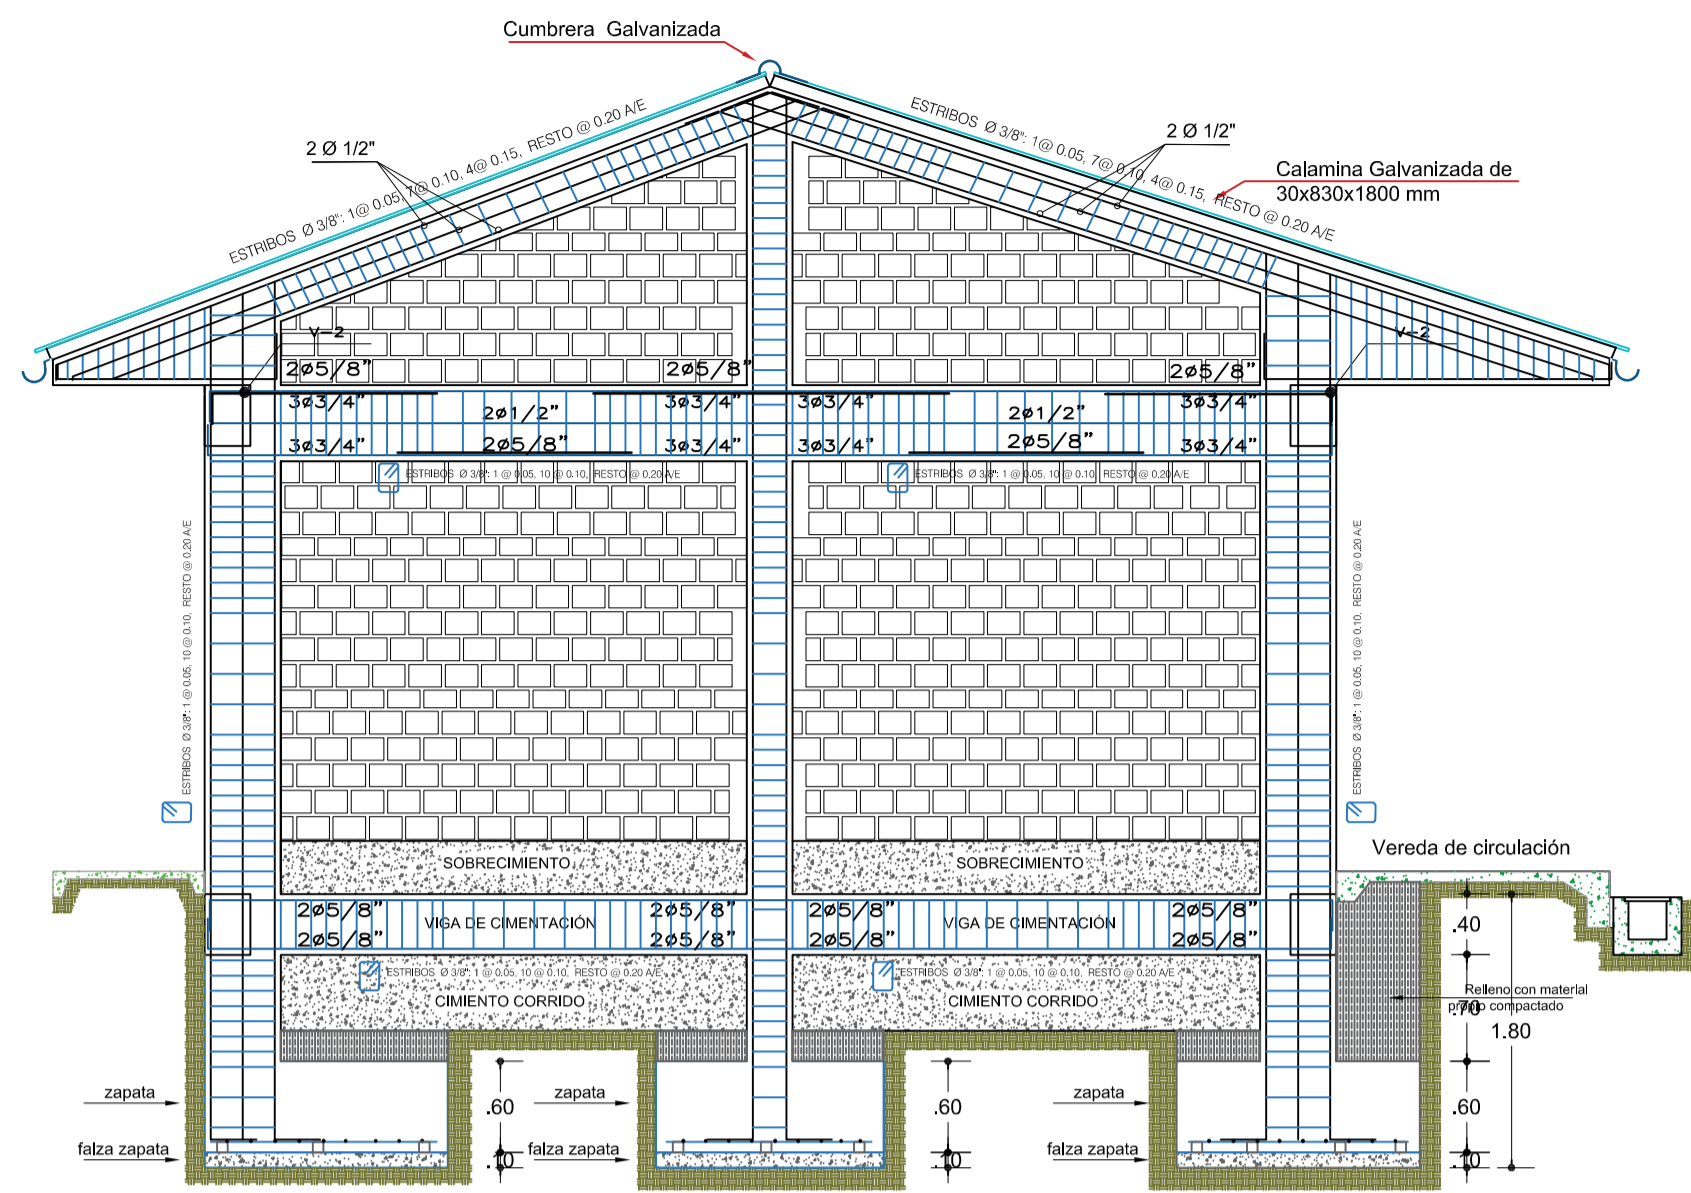 Cumbrera Galvanizada
ESTRIBOS Ø 3/8": 1@ 0.05, 7@ 0.10, 4@ 0.15, RESTO @ 0.20 A/E
ESTRIBOS Ø 3/8": 1@ 0.05, 7@ 0.10, 4@ 0.15, RESTO @ 0.20 A/E
2 Ø 1/2"
2 Ø 1/2"
Calamina Galvanizada de
30x830x1800 mm
V-2
V-2
2ø5/8"
2ø5/8"
2ø5/8"
3ø3/4"
2ø1/2"
3ø3/4"
3ø3/4"
2ø1/2"
3ø3/4"
3ø3/4"
2ø5/8"
3ø3/4"
3ø3/4"
2ø5/8"
3ø3/4"
ESTRIBOS Ø 3/8": 1 @ 0.05, 10 @ 0.10, RESTO @ 0.20 A/E
ESTRIBOS Ø 3/8": 1 @ 0.05, 10 @ 0.10, RESTO @ 0.20 A/E
ESTRIBOS Ø 3/8": 1 @ 0.05, 10 @ 0.10, RESTO @ 0.20 A/E
ESTRIBOS Ø 3/8": 1 @ 0.05, 10 @ 0.10, RESTO @ 0.20 A/E
Vereda de circulación
SOBRECIMIENTO
SOBRECIMIENTO
2ø5/8"
2ø5/8"
2ø5/8"
2ø5/8"
VIGA DE CIMENTACIÓN
VIGA DE CIMENTACIÓN
2ø5/8"
2ø5/8"
2ø5/8"
2ø5/8"
.40
ESTRIBOS Ø 3/8": 1 @ 0.05, 10 @ 0.10, RESTO @ 0.20 A/E
ESTRIBOS Ø 3/8": 1 @ 0.05, 10 @ 0.10, RESTO @ 0.20 A/E
CIMIENTO CORRIDO
CIMIENTO CORRIDO
Relleno con material
propio compactado
.70
1.80
zapata
.60
zapata
.60
zapata
.60
falza zapata
.10
falza zapata
.10
falza zapata
.10